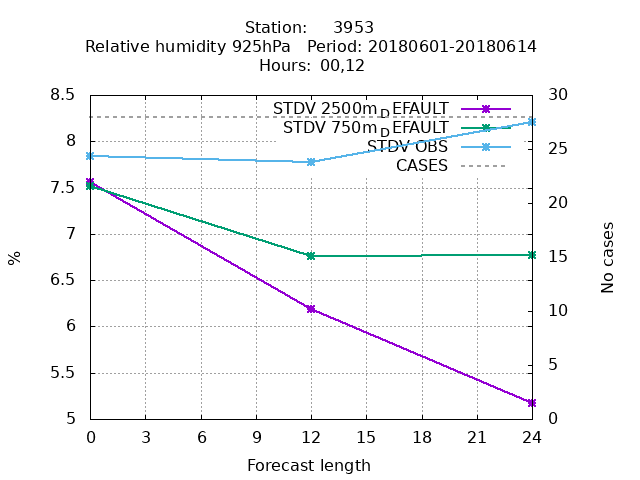 Station: 3953
Relative humidity 925hPa Period: 20180601-20180614
Hours: 00,12
8.5
8
7.5
7
6.5
6
5.5
5
%
STDV 2500mDEFAULT
STDV 750mDEFAULT
STDV OBS
CASES
30
25
20
15
10
5
0
No cases
0 3 6 9 12 15 18 21 24
Forecast length